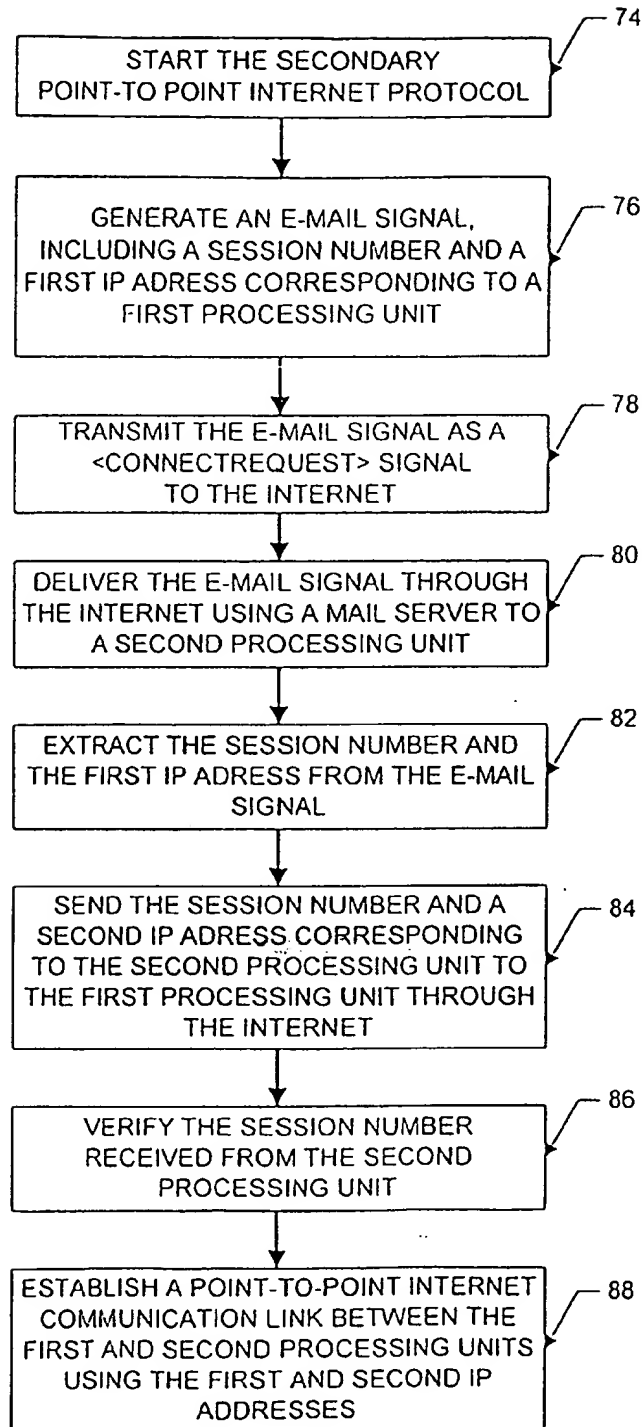 74
START THE SECONDARY
POINT-TO POINT INTERNET PROTOCOL
76
GENERATE AN E-MAIL SIGNAL,
INCLUDING A SESSION NUMBER AND A
FIRST IP ADRESS CORRESPONDING TO A
FIRST PROCESSING UNIT
78
TRANSMIT THE E-MAIL SIGNAL AS A
<CONNECTREQUEST> SIGNAL
TO THE INTERNET
80
DELIVER THE E-MAIL SIGNAL THROUGH
THE INTERNET USING A MAIL SERVER TO
A SECOND PROCESSING UNIT
82
EXTRACT THE SESSION NUMBER AND
THE FIRST IP ADRESS FROM THE E-MAIL
SIGNAL
84
SEND THE SESSION NUMBER AND A
SECOND IP ADRESS CORRESPONDING
TO THE SECOND PROCESSING UNIT TO
THE FIRST PROCESSING UNIT THROUGH
THE INTERNET
86
VERIFY THE SESSION NUMBER
RECEIVED FROM THE SECOND
PROCESSING UNIT
88
ESTABLISH A POINT-TO-POINT INTERNET
COMMUNICATION LINK BETWEEN THE
FIRST AND SECOND PROCESSING UNITS
USING THE FIRST AND SECOND IP
ADDRESSES